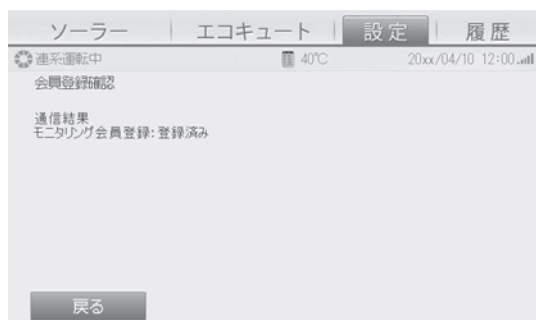 ソーラー エコキュート 設定 履歴
連系運転中 40℃ 20xx/04/10 12:00
会員登録確認
通信結果
モニタリング会員登録:登録済み
戻る